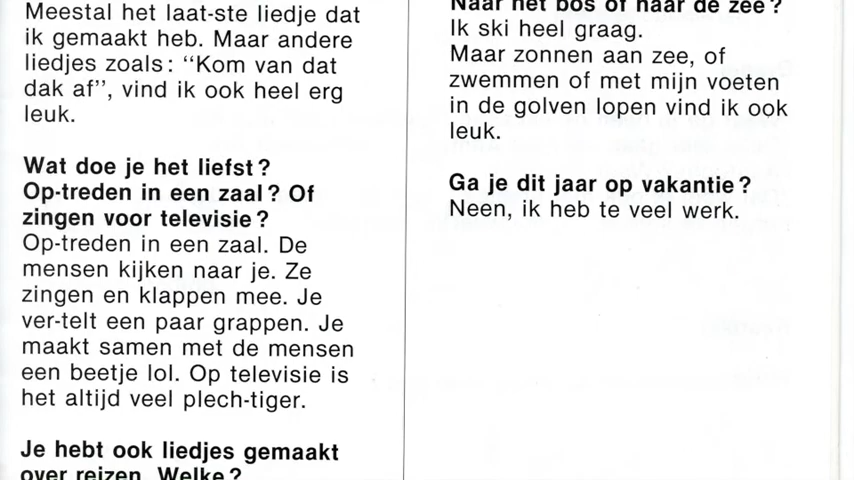 Meestal het laat-ste liedje dat
ik gemaakt heb. Maar andere
liedjes zoals: “Kom van dat
dak af”, vind ik ook heel erg
leuk.
Wat doe je het liefst?
Op-treden in een zaal? Of
zingen voor televisie?
Op-treden in een zaal. De
mensen kijken naar je. Ze
zingen en klappen mee. Je
ver-telt een paar grappen. Je
maakt samen met de mensen
een beetje lol. Op televisie is
het altijd veel plech-tiger.
Je hebt ook liedjes gemaakt
over reizen. Welke?
Naar het bos of naar de zee?
Ik ski heel graag.
Maar zonnen aan zee, of
zwemmen of met mijn voeten
in de golven lopen vind ik ook
leuk.
Ga je dit jaar op vakantie?
Neen, ik heb te veel werk.